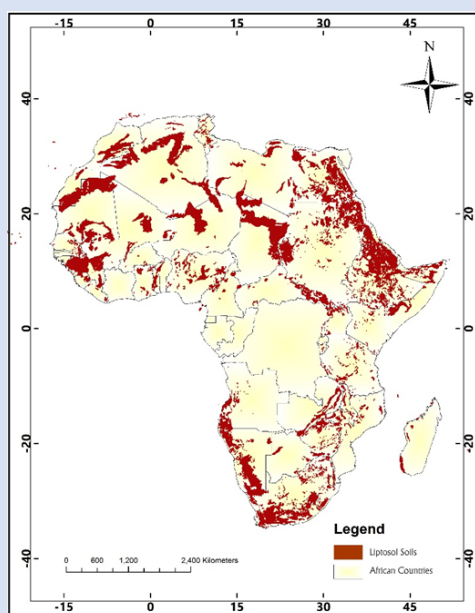 -15 0 15 30 45
N
40 40
20 20
0 0
-20 -20
-40 -40
Legend
Liptosol Soils
African Countries
0 600 1,200 2,400 Kilometers
-15 0 15 30 45